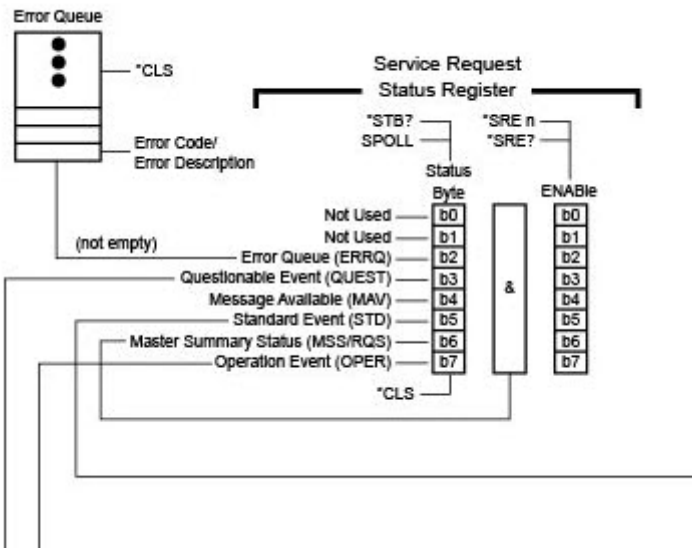 Error Queue
*CLS
Error Code/
Error Description
(not empty)
Service Request
Status Register
*STB?
SPOLL
*SRE n
*SRE?
Status
Byte
ENABle
Not Used
b0
b0
Not Used
b1
b1
Error Queue (ERRQ)
b2
b2
Questionable Event (QUEST)
b3
b3
&
Message Available (MAV)
b4
b4
Standard Event (STD)
b5
b5
Master Summary Status (MSS/RQS)
b6
b6
Operation Event (OPER)
b7
b7
*CLS